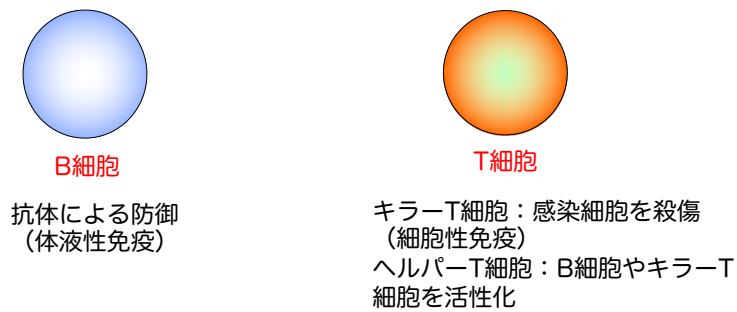 B細胞
抗体による防御
（体液性免疫）
T細胞
キラーT細胞：感染細胞を殺傷
（細胞性免疫）
ヘルパーT細胞：B細胞やキラーT
細胞を活性化